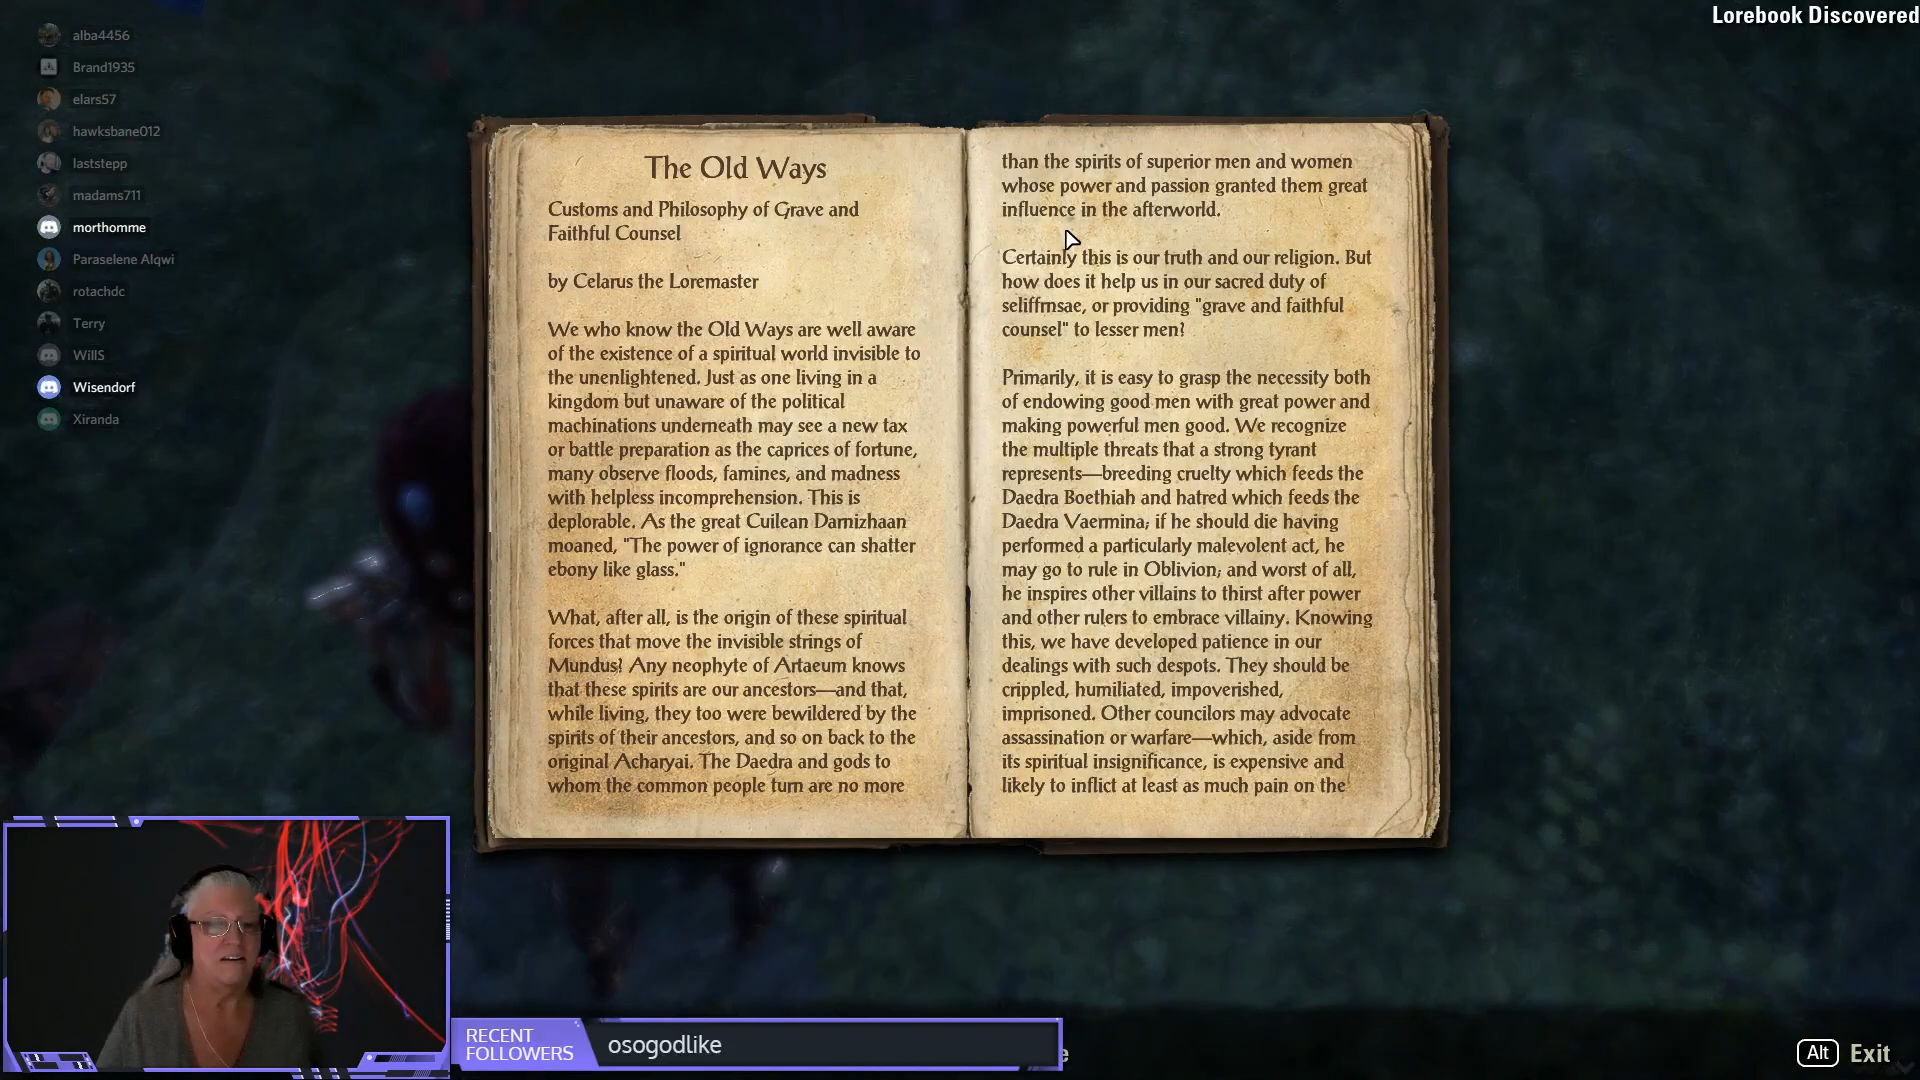 Lorebook Discovered
alba4456
Brand1935
elars57
hawksbane012
laststepp
madams711
morthomme
Paraselene Alqwi
rotachdc
Terry
WillS
Wisendorf
Xiranda
The Old Ways
Customs and Philosophy of Grave and
Faithful Counsel
by Celarus the Loremaster
We who know the Old Ways are well aware
of the existence of a spiritual world invisible to
the unenlightened. Just as one living in a
kingdom but unaware of the political
machinations underneath may see a new tax
or battle preparation as the caprices of fortune,
many observe floods, famines, and madness
with helpless incomprehension. This is
deplorable. As the great Cuilean Darnizhaan
moaned, "The power of ignorance can shatter
ebony like glass."
What, after all, is the origin of these spiritual
forces that move the invisible strings of
Mundus? Any neophyte of Artaeum knows
that these spirits are our ancestors—and that,
while living, they too were bewildered by the
spirits of their ancestors, and so on back to the
original Acharyai. The Daedra and gods to
whom the common people turn are no more
than the spirits of superior men and women
whose power and passion granted them great
influence in the afterworld.
Certainly this is our truth and our religion. But
how does it help us in our sacred duty of
seliffrnsae, or providing "grave and faithful
counsel" to lesser men?
Primarily, it is easy to grasp the necessity both
of endowing good men with great power and
making powerful men good. We recognize
the multiple threats that a strong tyrant
represents—breeding cruelty which feeds the
Daedra Boethiah and hatred which feeds the
Daedra Vaermina; if he should die having
performed a particularly malevolent act, he
may go to rule in Oblivion; and worst of all,
he inspires other villains to thirst after power
and other rulers to embrace villainy. Knowing
this, we have developed patience in our
dealings with such despots. They should be
crippled, humiliated, impoverished,
imprisoned. Other councilors may advocate
assassination or warfare—which, aside from
its spiritual insignificance, is expensive and
likely to inflict at least as much pain on the
RECENT
FOLLOWERS
osogodlike
Alt Exit